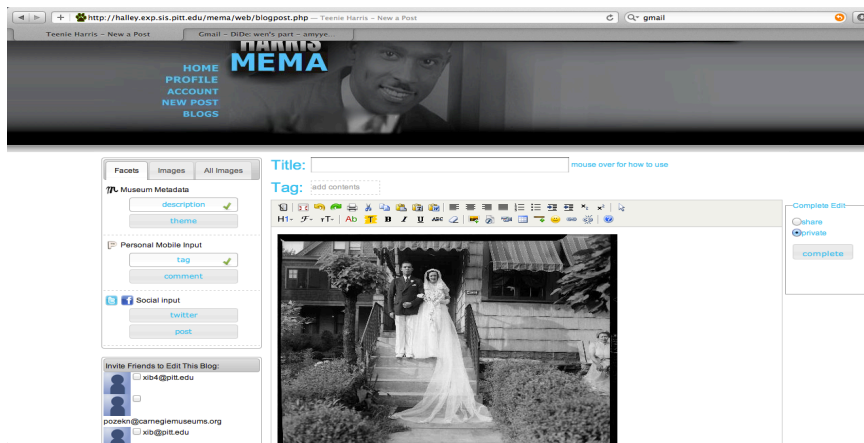 http://halley.exp.sis.pitt.edu/mema/web/blogpost.php — Teenie Harris – New a Post
gmail
Teenie Harris – New a Post
Gmail – DiDe: wen's part – amyye...
HARRIS
MEMA
HOME
PROFILE
ACCOUNT
NEW POST
BLOGS
Facets
Images
All Images
Museum Metadata
description
theme
Personal Mobile Input
tag
comment
Social input
twitter
post
Invite Friends to Edit This Blog:
xib4@pitt.edu
pozekn@carnegiemuseums.org
xib@pitt.edu
Title:
mouse over for how to use
Tag:
add contents
H1 F TT Ab T B I U ABC
Complete Edit
share
private
complete